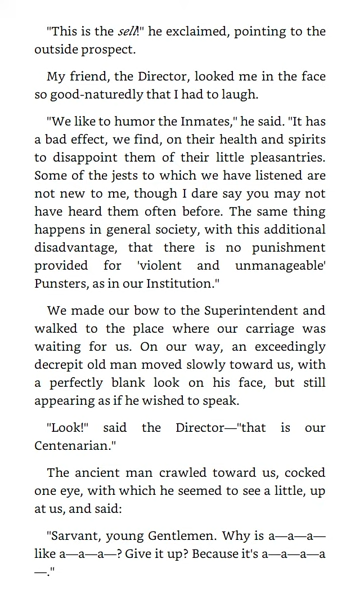 "This is the sell!" he exclaimed, pointing to the
outside prospect.
My friend, the Director, looked me in the face
so good-naturedly that I had to laugh.
"We like to humor the Inmates," he said. "It has
a bad effect, we find, on their health and spirits
to disappoint them of their little pleasantries.
Some of the jests to which we have listened are
not new to me, though I dare say you may not
have heard them often before. The same thing
happens in general society, with this additional
disadvantage, that there is no punishment
provided for 'violent and unmanageable'
Punsters, as in our Institution."
We made our bow to the Superintendent and
walked to the place where our carriage was
waiting for us. On our way, an exceedingly
decrepit old man moved slowly toward us, with
a perfectly blank look on his face, but still
appearing as if he wished to speak.
"Look!" said the Director—"that is our
Centenarian."
The ancient man crawled toward us, cocked
one eye, with which he seemed to see a little, up
at us, and said:
"Sarvant, young Gentlemen. Why is a—a—a—
like a—a—a—? Give it up? Because it's a—a—a—a
—."